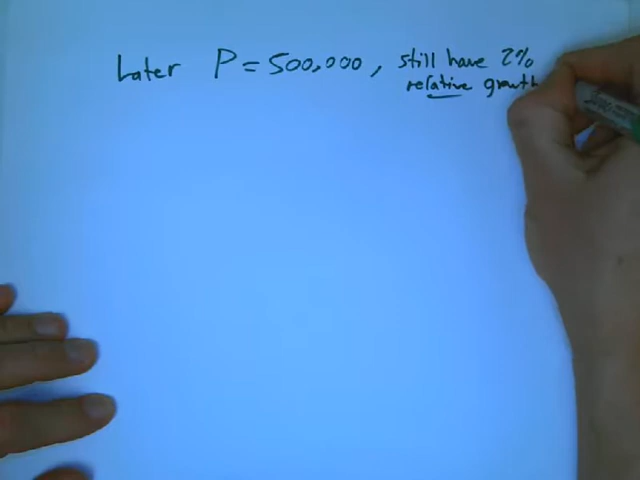 Later P = 500,000, still have 2%
relative growth